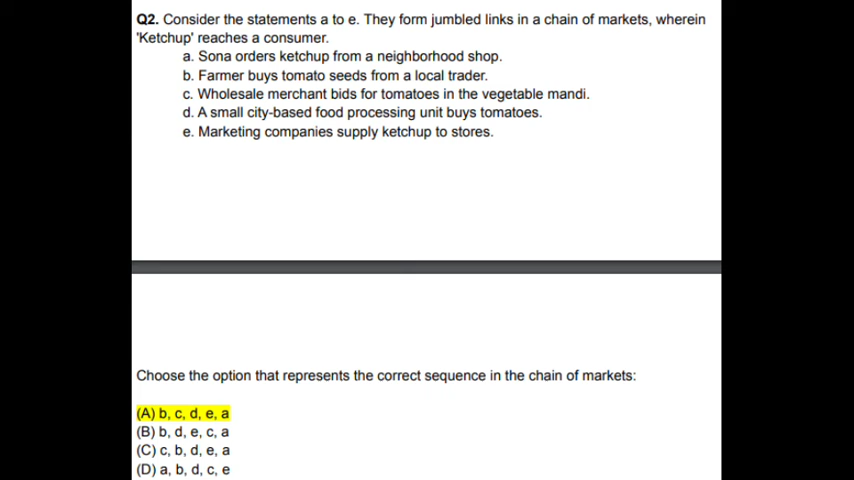 Q2. Consider the statements a to e. They form jumbled links in a chain of markets, wherein
'Ketchup' reaches a consumer.
a. Sona orders ketchup from a neighborhood shop.
b. Farmer buys tomato seeds from a local trader.
c. Wholesale merchant bids for tomatoes in the vegetable mandi.
d. A small city-based food processing unit buys tomatoes.
e. Marketing companies supply ketchup to stores.
Choose the option that represents the correct sequence in the chain of markets:
(A) b, c, d, e, a
(B) b, d, e, c, a
(C) c, b, d, e, a
(D) a, b, d, c, e